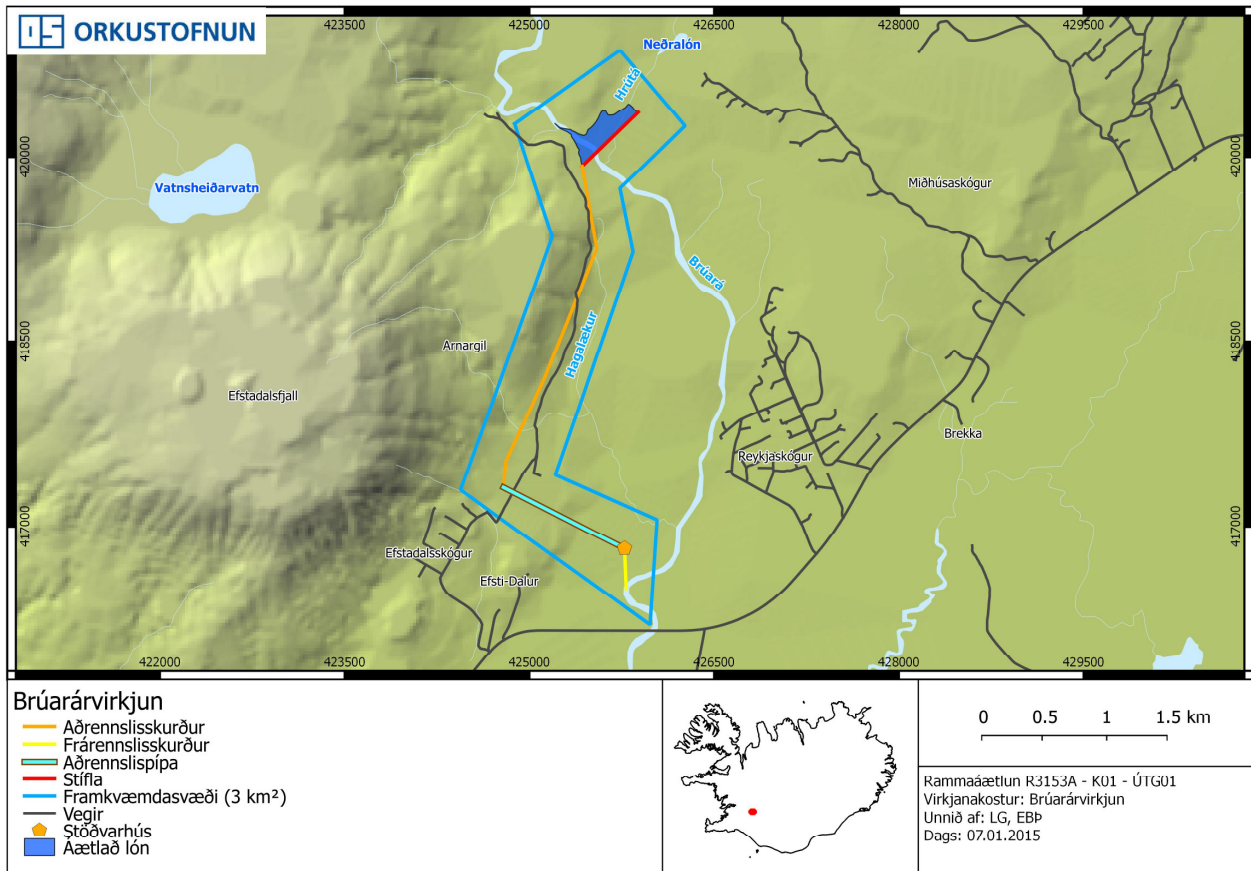 OS ORKUSTOFNUN
423500
425000
426500
428000
429500
Neðralón
Hrútá
420000
420000
Vatnsheiðarvatn
Miðhúsaskógur
Brúará
418500
418500
Arnargil
Hagalækur
Efstadalsfjall
Brekka
Reykjaskógur
417000
417000
Efstadalsskógur
Efsti-Dalur
422000
423500
425000
426500
428000
429500
Brúarárvirkjun
Aðrennslisskurður
Frárennslisskurður
Aðrennslispípa
Stífla
Framkvæmdasvæði (3 km²)
Vegir
Stöðvarhús
Áætlað lón
0 0.5 1 1.5 km
Rammaáætlun R3153A - K01 - ÚTG01
Virkjanakostur: Brúarárvirkjun
Unnið af: LG, EBÞ
Dags: 07.01.2015